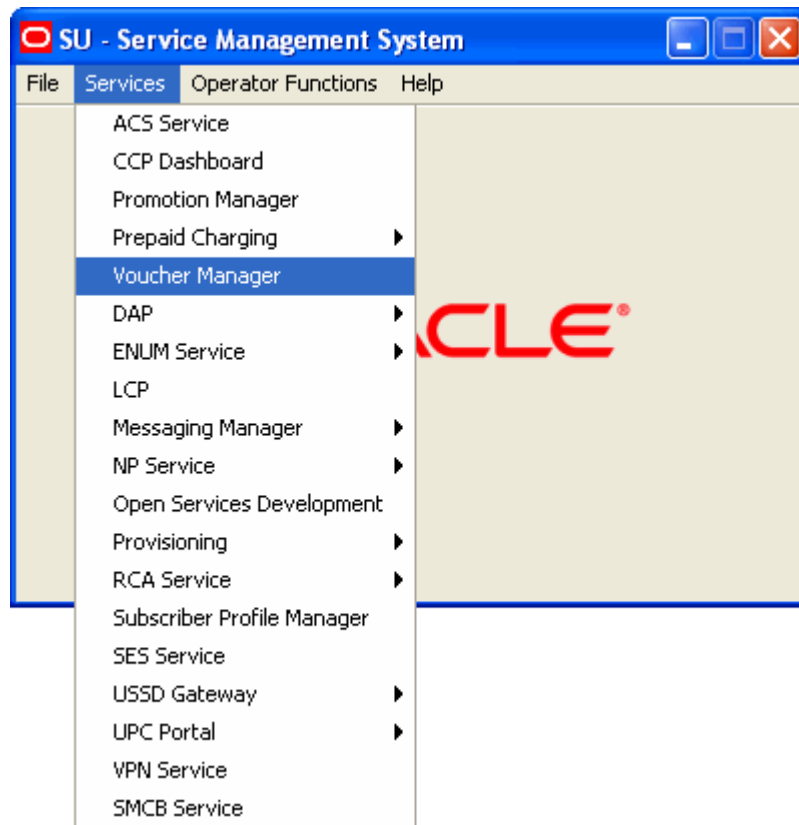 SU - Service Management System
File Services Operator Functions Help
ACS Service
CCP Dashboard
Promotion Manager
Prepaid Charging
Voucher Manager
DAP
ENUM Service
CLE®
LCP
Messaging Manager
NP Service
Open Services Development
Provisioning
RCA Service
Subscriber Profile Manager
SES Service
USSD Gateway
UPC Portal
VPN Service
SMCB Service